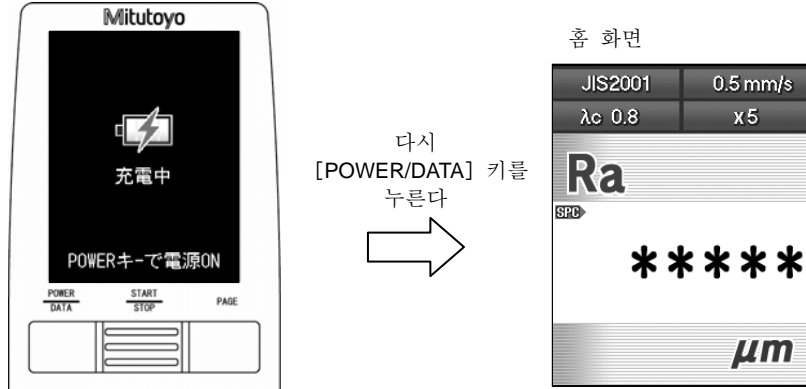 Mitutoyo
充電中
POWERキーで電源ON
POWER
DATA
START
STOP
PAGE
다시
[POWER/DATA] 키를
누른다
홈 화면
JIS2001
0.5 mm/s
λc 0.8
x5
Ra
SPC
*****
μm